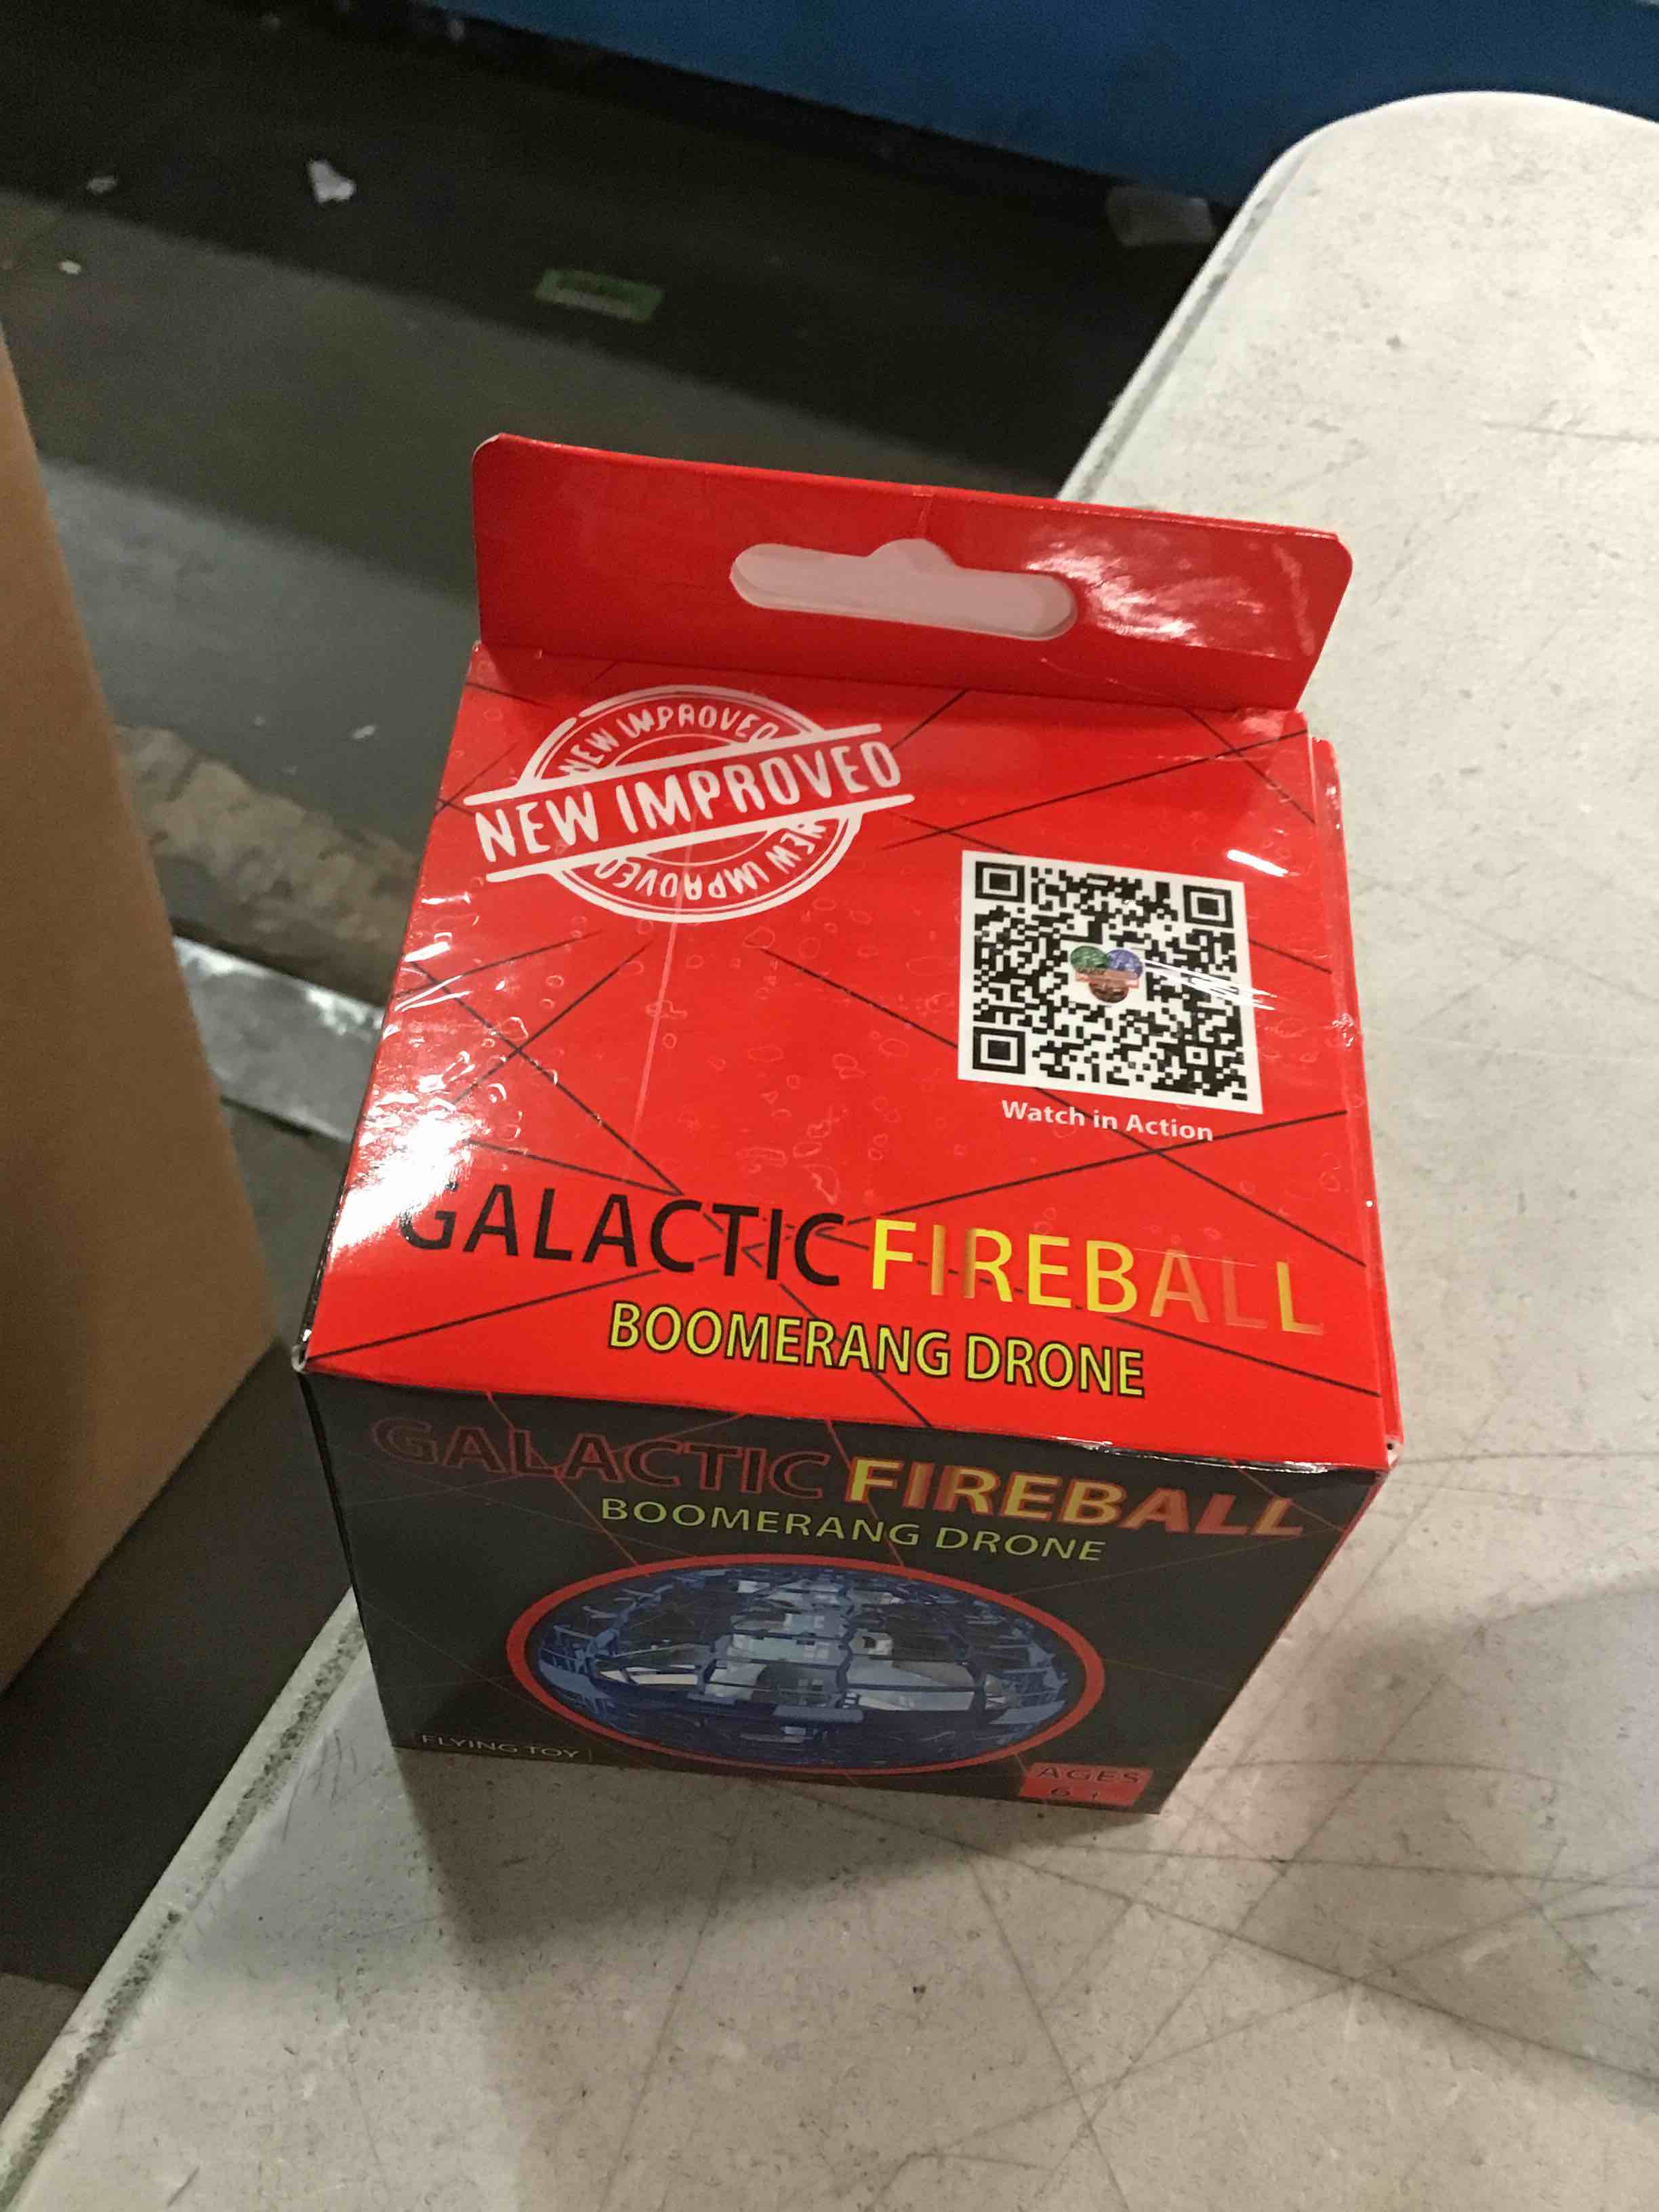 NEW IMPROVED
NEW IMPROVED
NEW IMPROVED
Watch in Action
GALACTIC FIREBALL
BOOMERANG DRONE
GALACTIC FIREBALL
BOOMERANG DRONE
FLYING TOY
AGES
6+